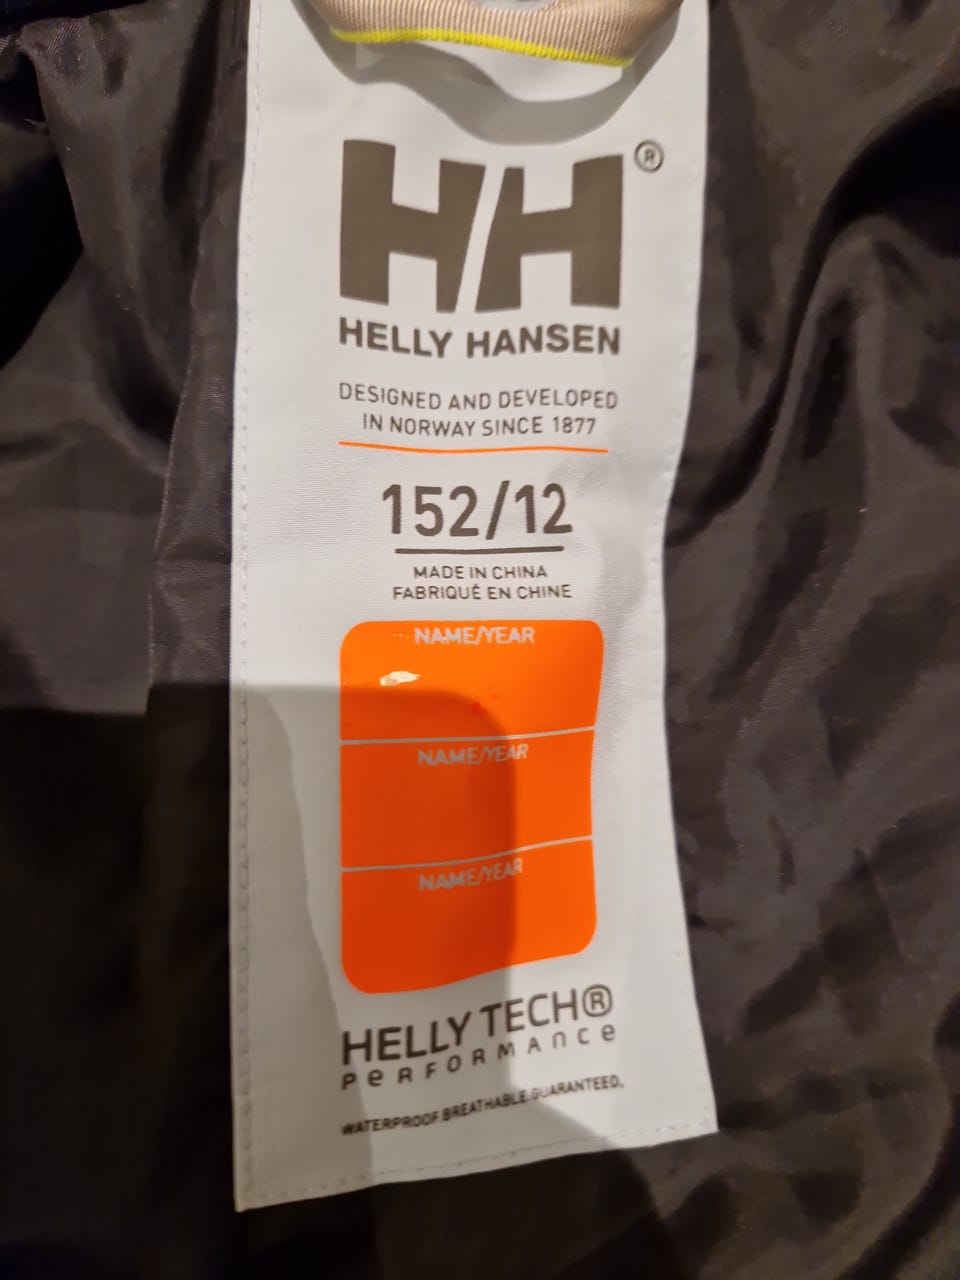 HH®
HELLY HANSEN
DESIGNED AND DEVELOPED
IN NORWAY SINCE 1877
152/12
MADE IN CHINA
FABRIQUÉ EN CHINE
NAME/YEAR
NAME/YEAR
NAME/YEAR
HELLY TECH®
PeRFORMANCe
WATERPROOF.BREATHABLE.GUARANTEED.